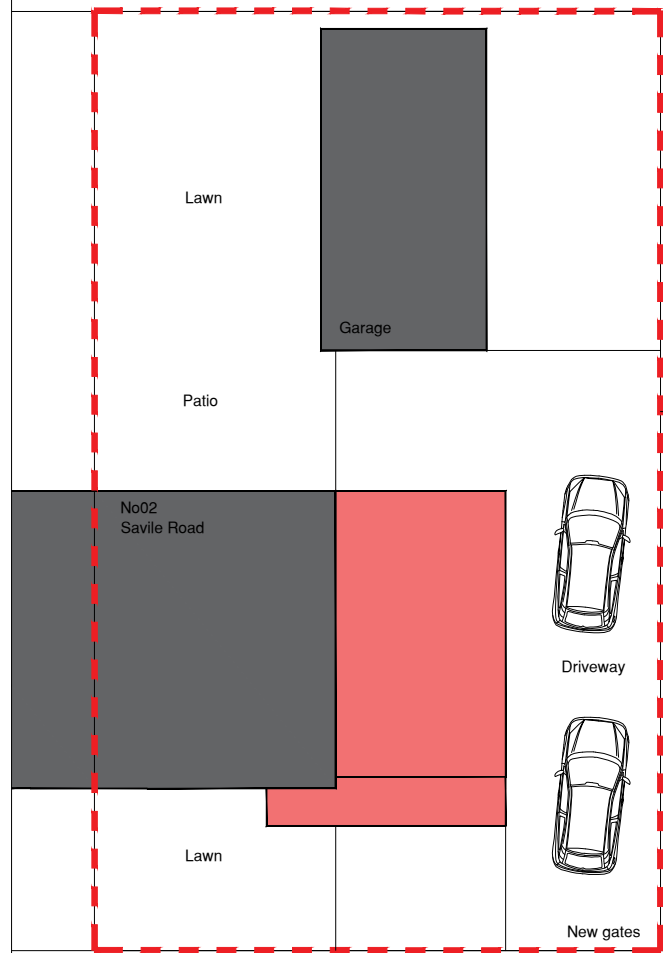 Lawn
Garage
Patio
No02
Savile Road
Driveway
Lawn
New gates